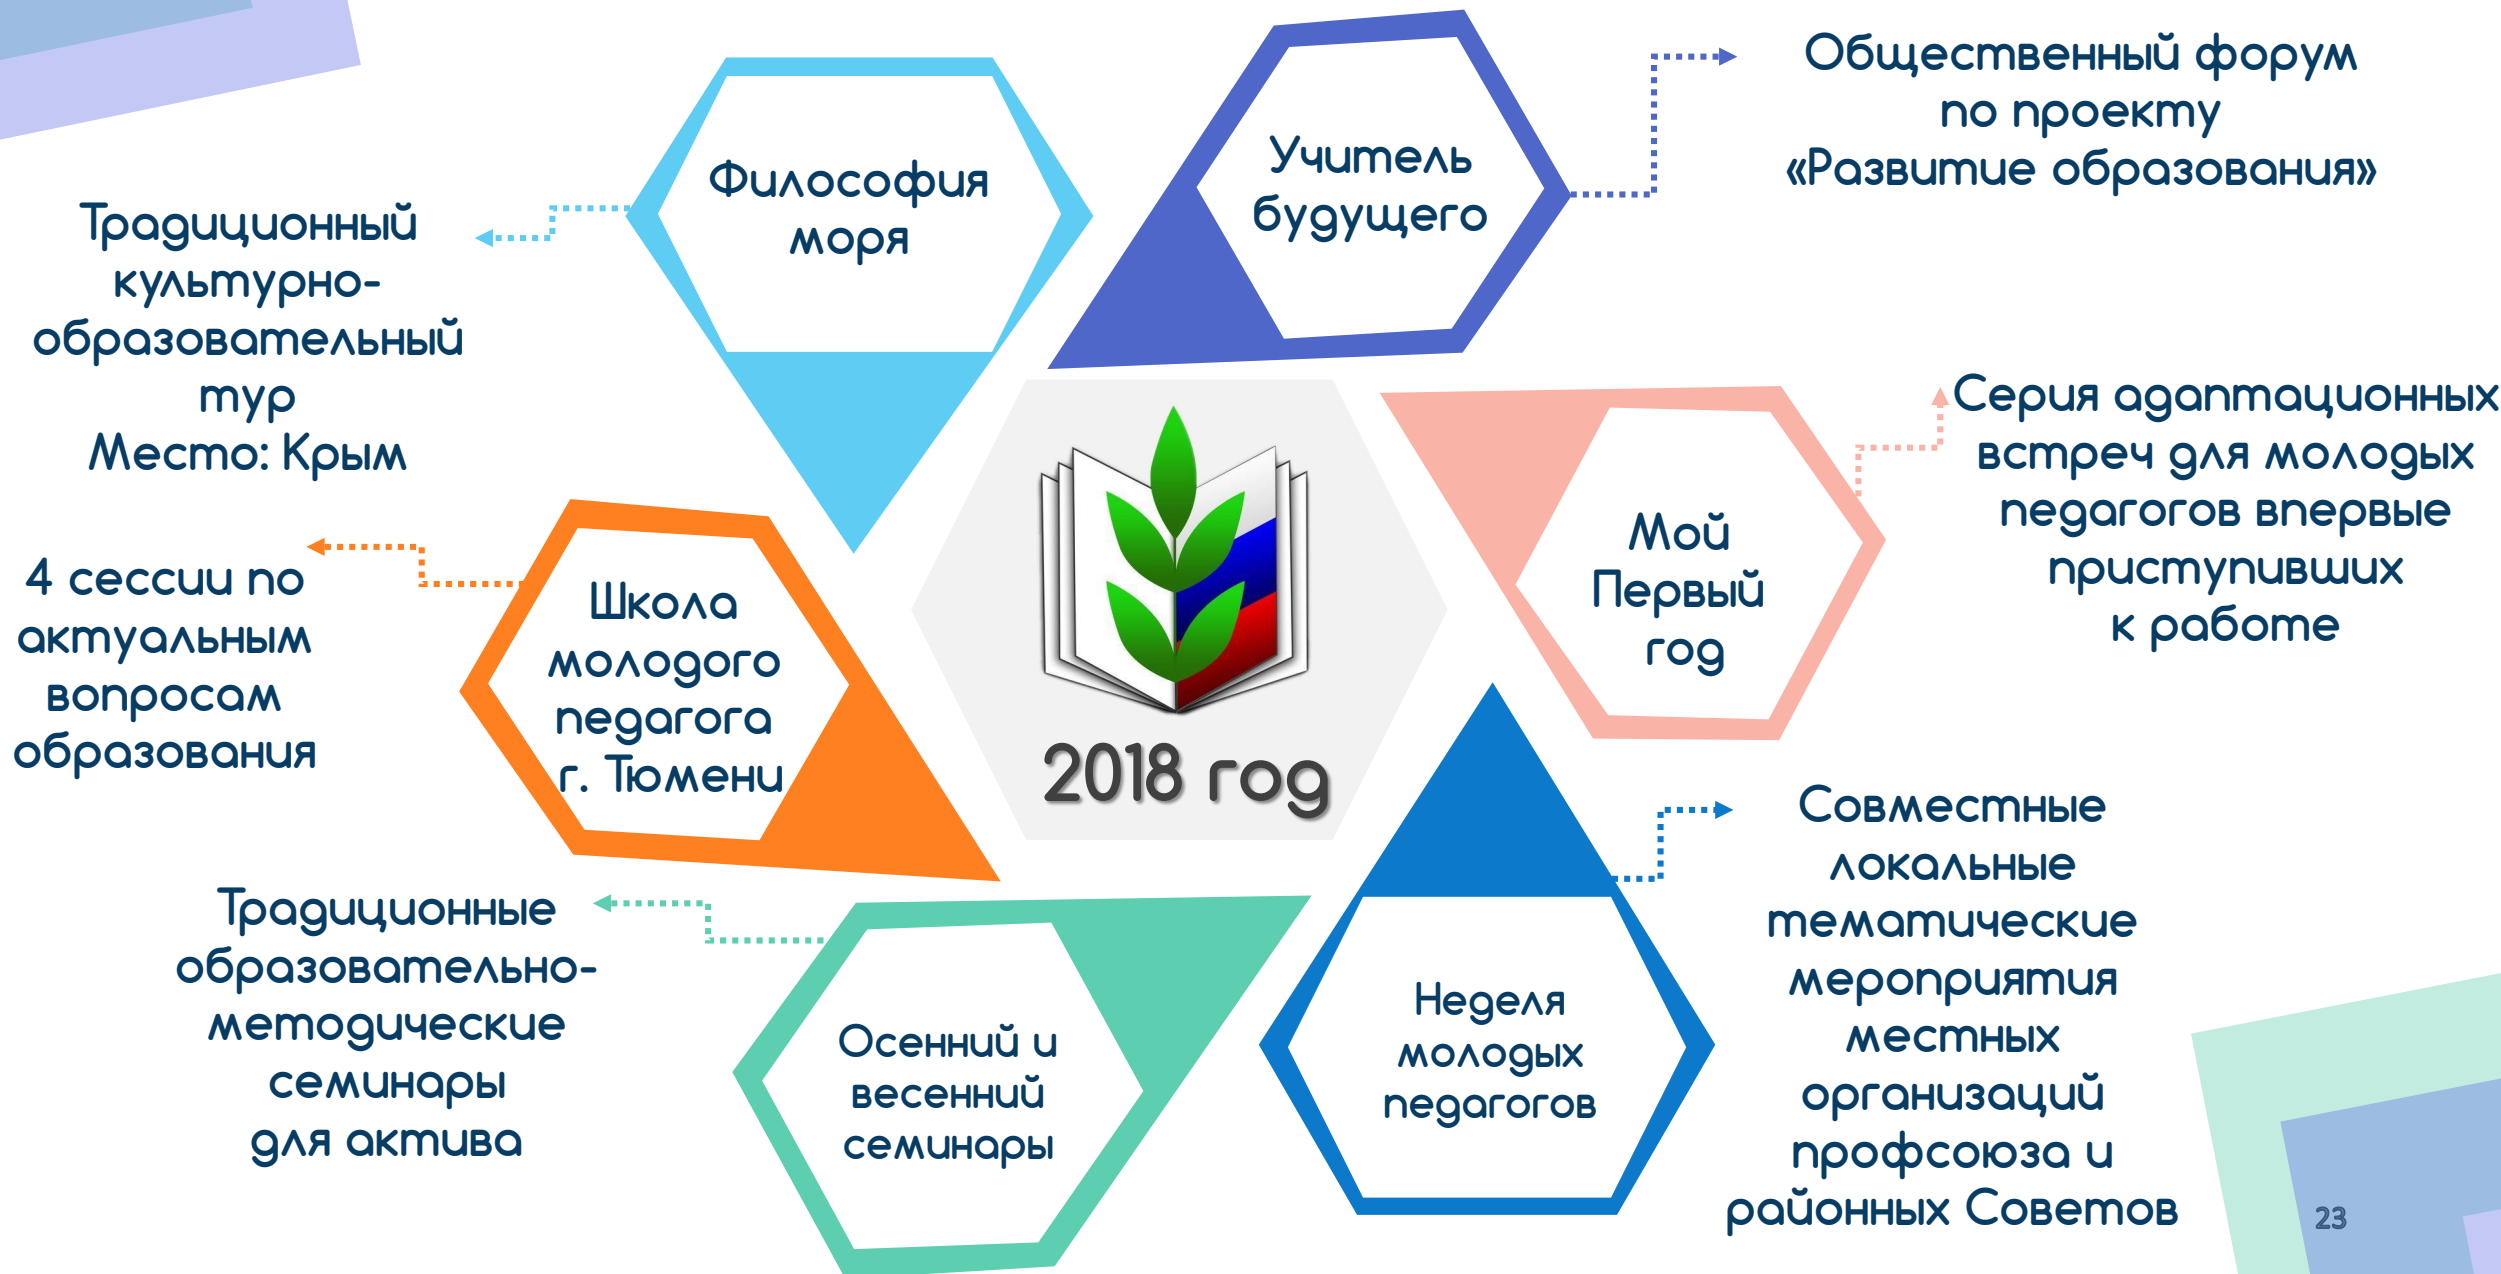 Философия
моря
Традиционный
культурно-
образовательный
тур
Место: Крым
Учитель
будущего
Общественный форум
по проекту
«Развитие образования»
Мой
Первый
год
Серия адаптационных
встреч для молодых
педагогов впервые
приступивших
к работе
Школа
молодого
педагога
г. Тюмени
4 сессии по
актуальным
вопросам
образования
2018 год
Осенний и
весенний
семинары
Традиционные
образовательно-
методические
семинары
для актива
Неделя
молодых
педагогов
Совместные
локальные
тематические
мероприятия
местных
организаций
профсоюза и
районных Советов
23